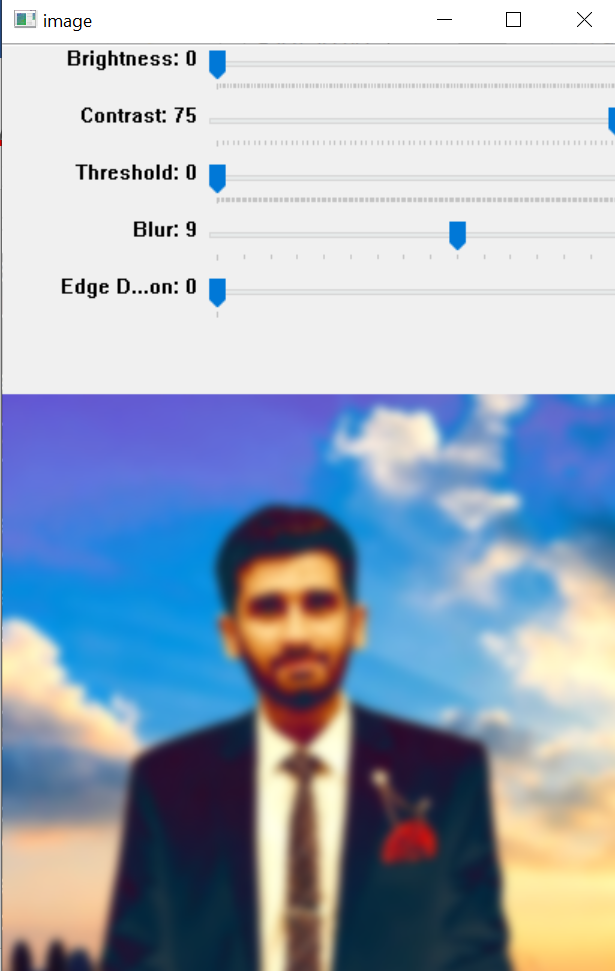 image
Brightness: 0
Contrast: 75
Threshold: 0
Blur: 9
Edge D...on: 0